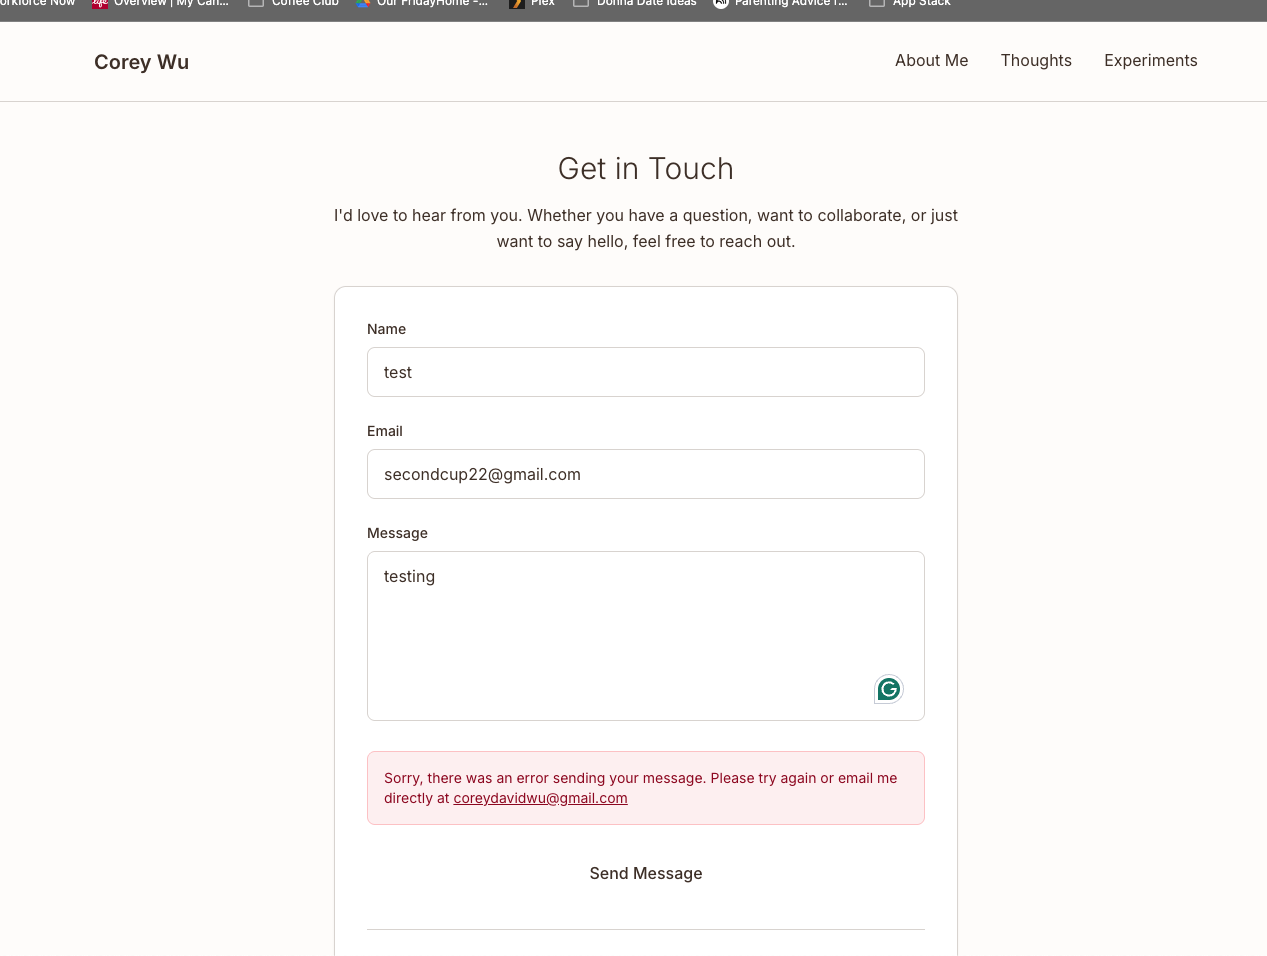 orkforce Now
Overview | My Can...
Coffee Club
Our FridayHome -...
Plex
Donna Date Ideas
Parenting Advice f...
App Stack
Corey Wu
About Me
Thoughts
Experiments
Get in Touch
I'd love to hear from you. Whether you have a question, want to collaborate, or just
want to say hello, feel free to reach out.
Name
test
Email
secondcup22@gmail.com
Message
testing
Sorry, there was an error sending your message. Please try again or email me
directly at coreydavidwu@gmail.com
Send Message